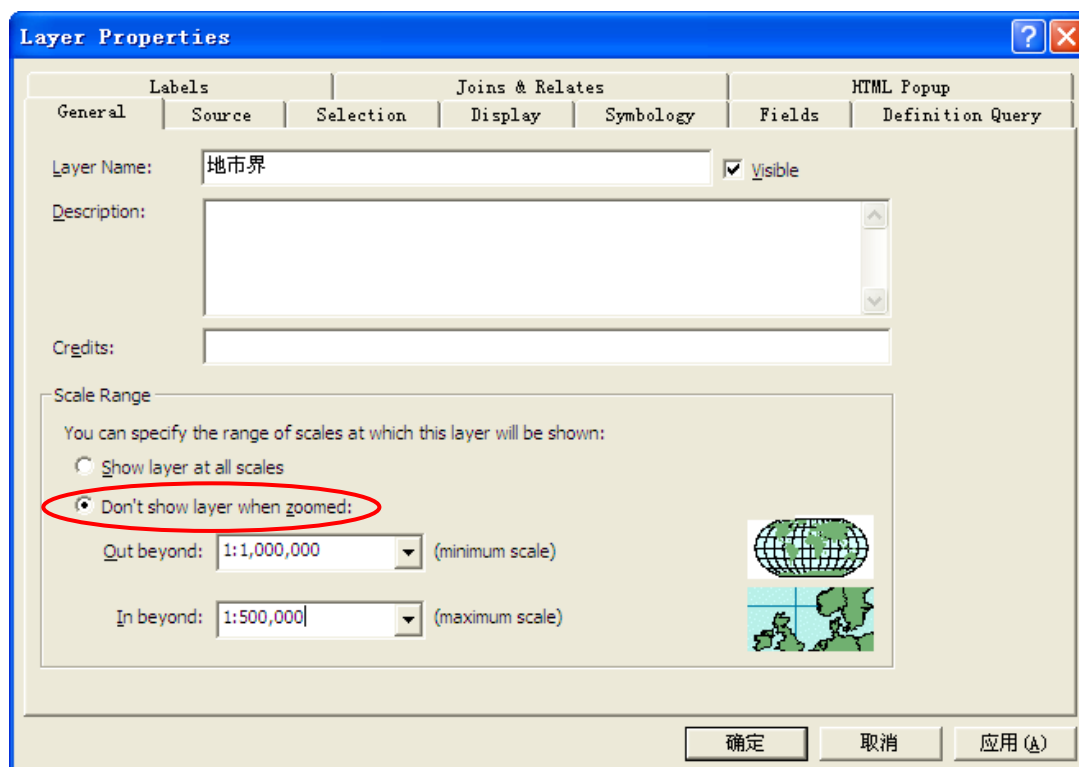 Layer Properties
Labels Joins & Relates HTML Popup
General Source Selection Display Symbology Fields Definition Query
Layer Name: 地市界 Visible
Description:
Credits:
Scale Range
You can specify the range of scales at which this layer will be shown:
Show layer at all scales
Don't show layer when zoomed:
Out beyond: 1:1,000,000 (minimum scale)
In beyond: 1:500,000 (maximum scale)
确定 取消 应用(A)